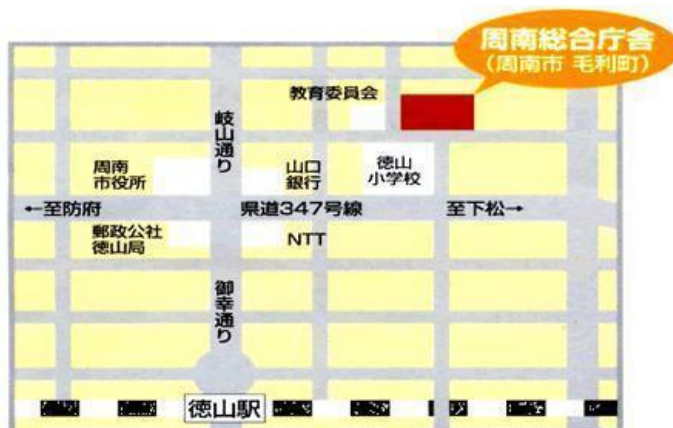 周南総合庁舎
(周南市 毛利町)
教育委員会
岐山通り
周南
市役所
山口
銀行
徳山
小学校
←至防府
県道347号線
至下松→
郵政公社
徳山局
NTT
御幸通り
徳山駅